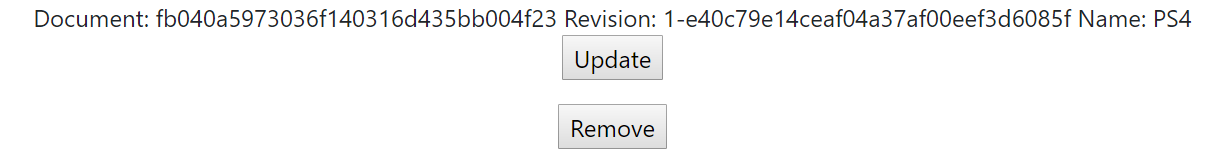 Document: fb040a5973036f140316d435bb004f23 Revision: 1-e40c79e14ceaf04a37af00eef3d6085f Name: PS4
Update
Remove